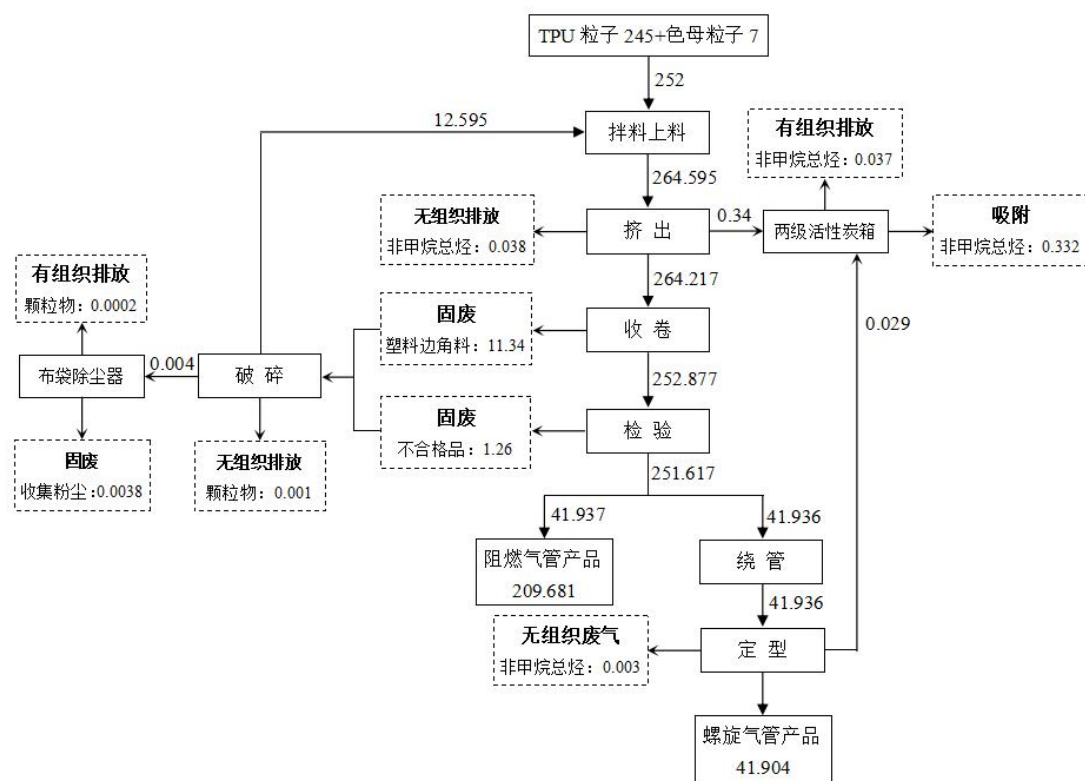 TPU 粒子 245+色母粒子 7
252
12.595
拌料上料
有组织排放
非甲烷总烃：0.037
264.595
无组织排放
非甲烷总烃：0.038
挤 出
0.34
两级活性炭箱
吸附
非甲烷总烃：0.332
264.217
有组织排放
颗粒物：0.0002
固废
塑料边角料：11.34
收 卷
0.029
布袋除尘器
0.004
破 碎
252.877
固废
不合格品：1.26
检 验
固废
收集粉尘:0.0038
无组织排放
颗粒物：0.001
251.617
41.937
41.936
阻燃气管产品
209.681
绕 管
41.936
无组织废气
非甲烷总烃：0.003
定 型
螺旋气管产品
41.904